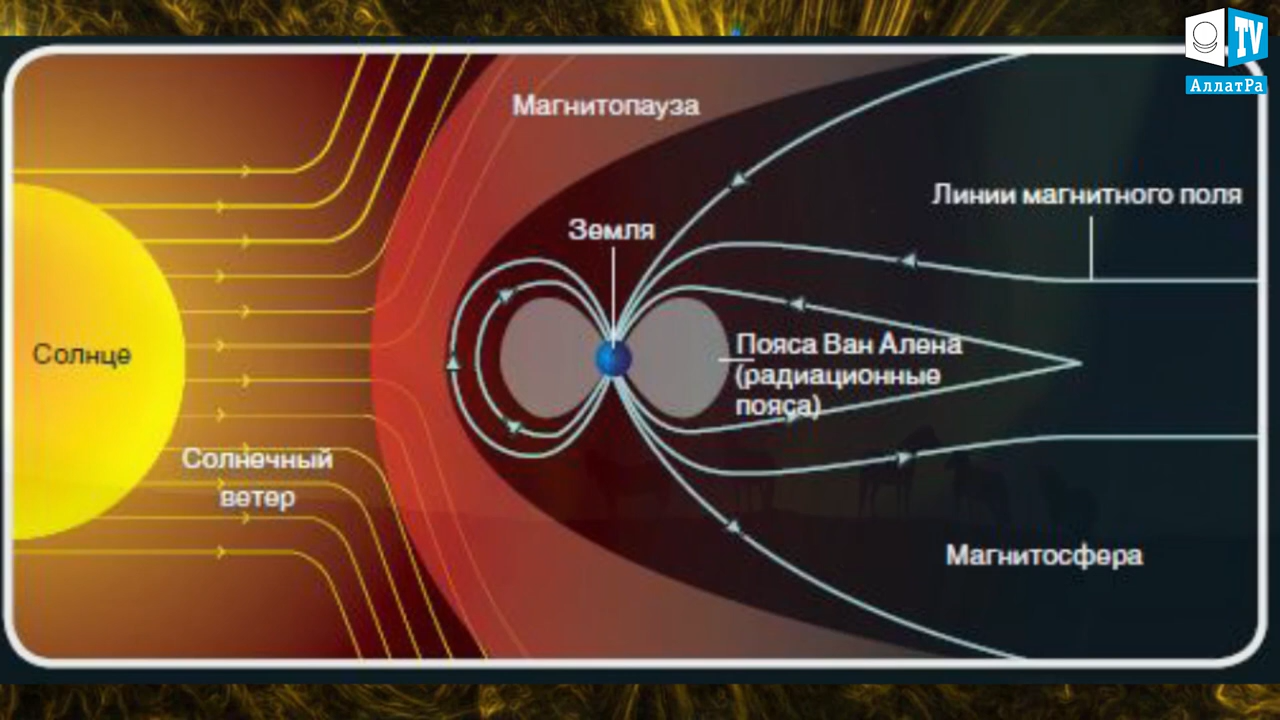 TV
АллатРа
Магнитопауза
Линии магнитного поля
Земля
Солнце
Пояса Ван Алена
(радиационные
пояса)
Солнечный
ветер
Магнитосфера